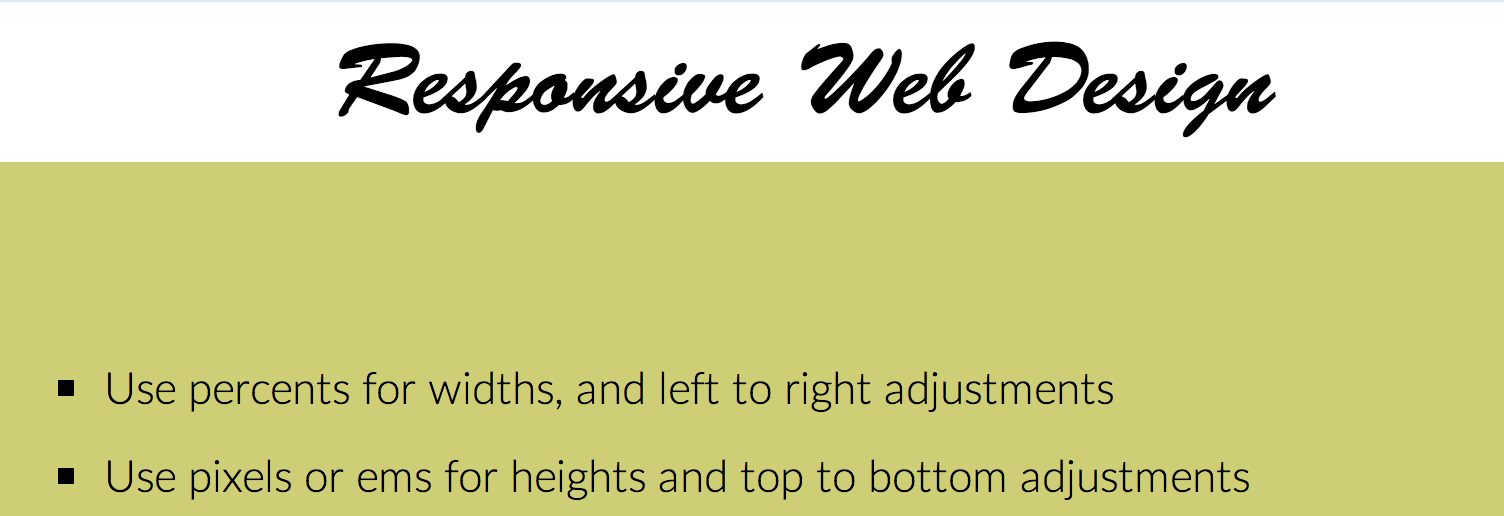 Responsive Web Design
Use percents for widths, and left to right adjustments
Use pixels or ems for heights and top to bottom adjustments